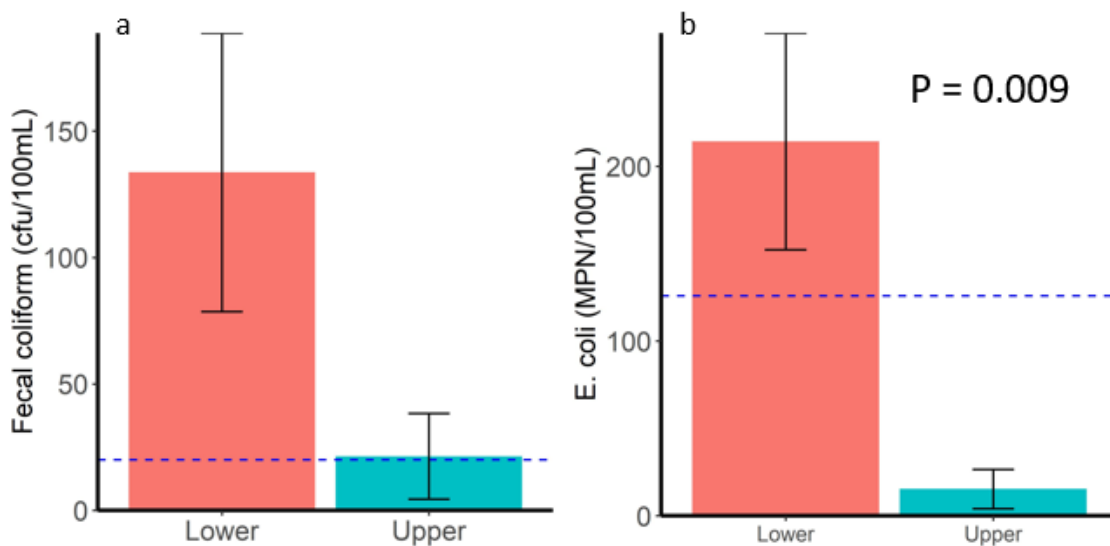 a
Fecal coliform (cfu/100mL)
150
100
50
0
Lower Upper
b
P = 0.009
E. coli (MPN/100mL)
200
100
0
Lower Upper